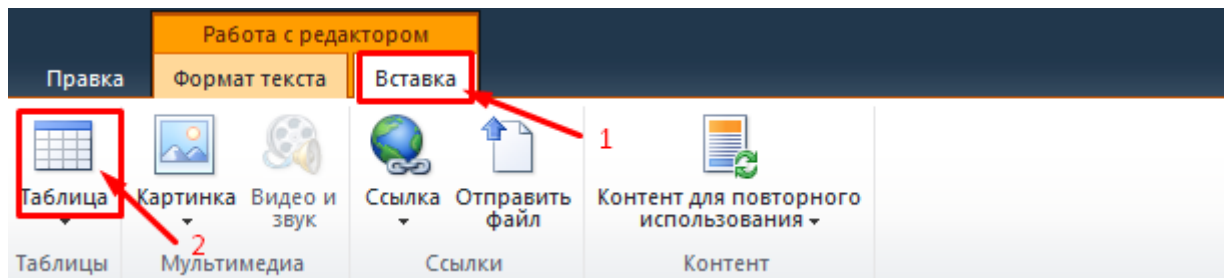 Работа с редактором
Правка Формат текста Вставка
1
Таблица Картинка Видео и звук Ссылка Отправить файл Контент для повторного использования
2
Таблицы Мультимедиа Ссылки Контент